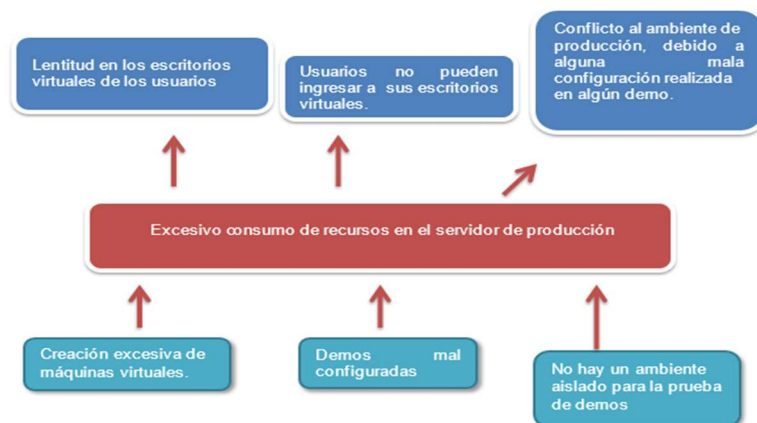 Lentitud en los escritorios
virtuales de los usuarios
Usuarios no pueden
ingresar a sus escritorios
virtuales.
Conflicto al ambiente de
producción, debido a
alguna mala
configuración realizada
en algún demo.
Excesivo consumo de recursos en el servidor de producción
Creación excesiva de
máquinas virtuales.
Demos mal
configuradas
No hay un ambiente
aislado para la prueba
de demos